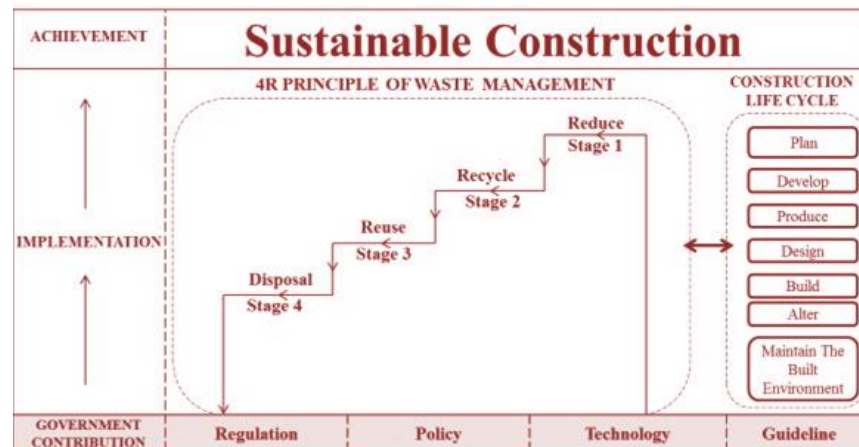 ACHIEVEMENT
Sustainable Construction
4R PRINCIPLE OF WASTE MANAGEMENT
CONSTRUCTION
LIFE CYCLE
Reduce
Stage 1
Recycle
Stage 2
Reuse
Stage 3
Disposal
Stage 4
IMPLEMENTATION
Plan
Develop
Produce
Design
Build
Alter
Maintain The
Built
Environment
GOVERNMENT
CONTRIBUTION
Regulation
Policy
Technology
Guideline